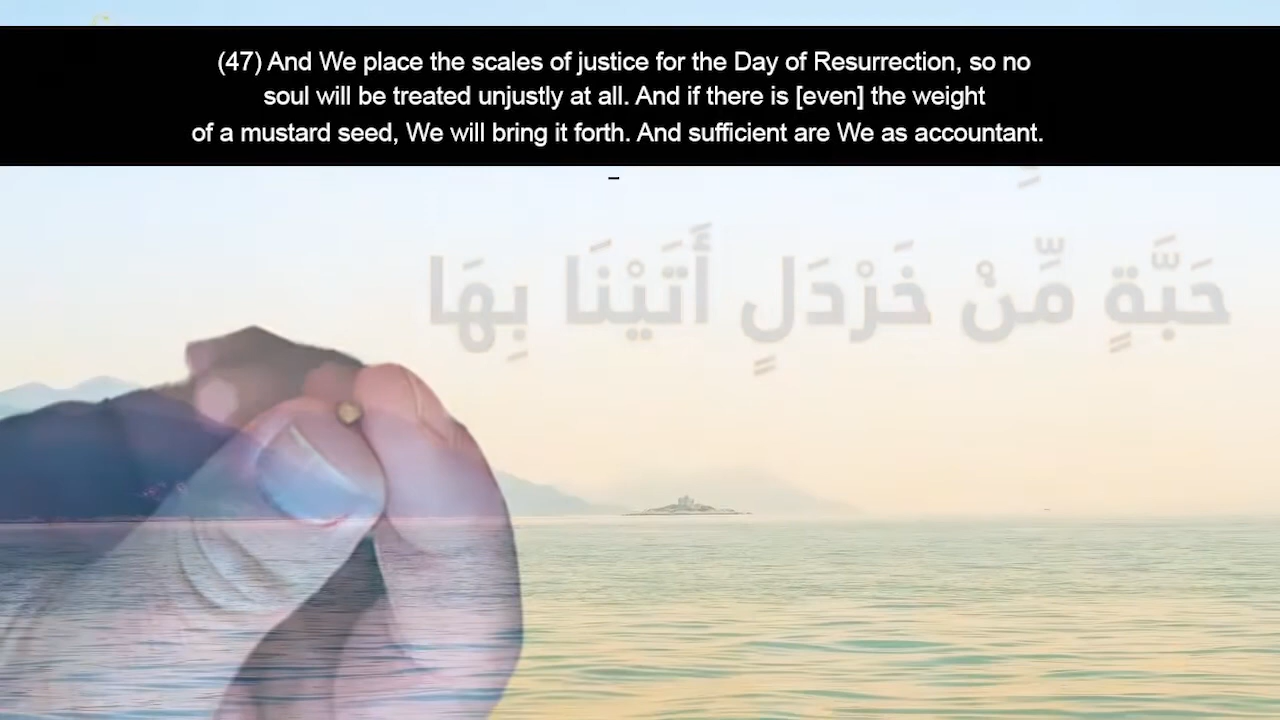 (47) And We place the scales of justice for the Day of Resurrection, so no
soul will be treated unjustly at all. And if there is [even] the weight
of a mustard seed, We will bring it forth. And sufficient are We as accountant.
حَبَّةٍ مِّنْ خَرْدَلٍ أَتَيْنَا بِهَا